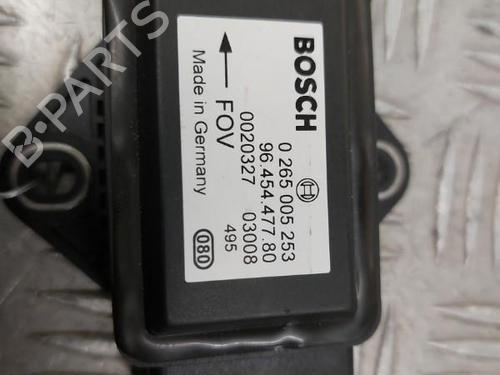 BOSCH
0 265 005 253
96.454.477.80
0020327 03008
FOV 495
Made in Germany
080
B-PARTS